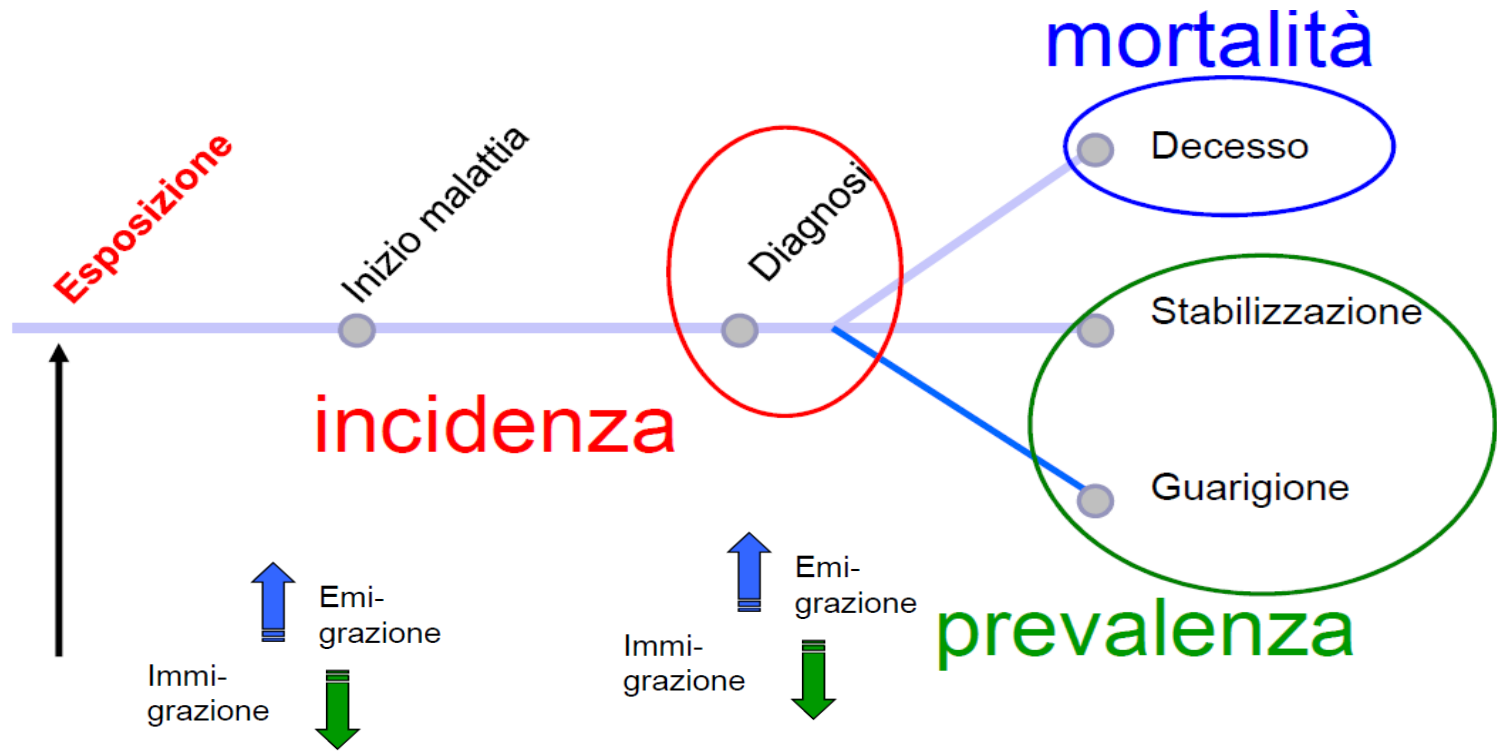 mortalità
Decesso
Esposizione
Inizio malattia
Diagnosi
Stabilizzazione
incidenza
Guarigione
Emi-
grazione
Immi-
grazione
Emi-
grazione
Immi-
grazione
prevalenza